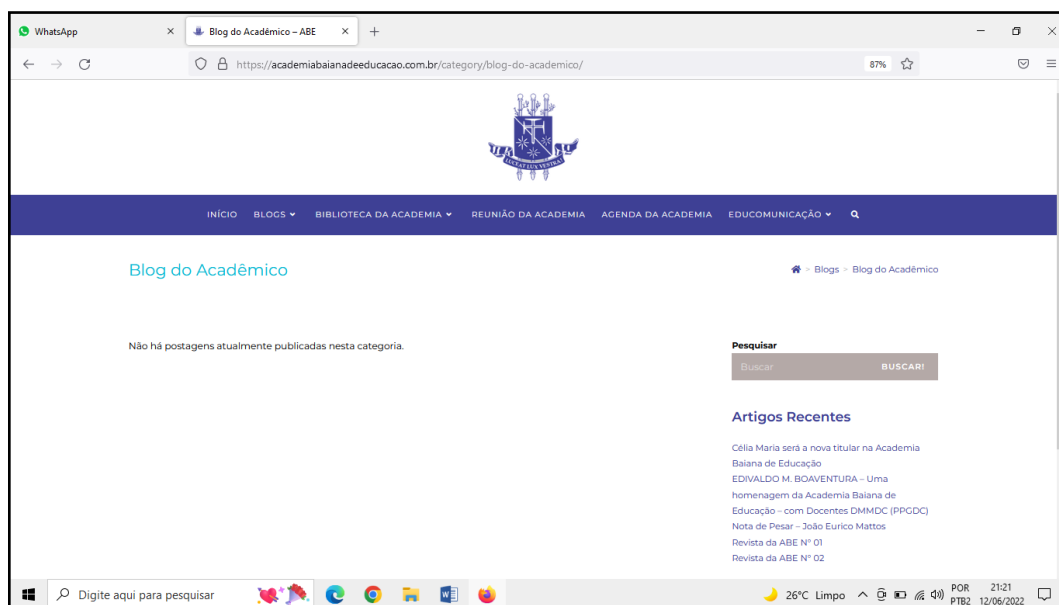 WhatsApp
Blog do Acadêmico – ABE
https://academiabaianadeeducacao.com.br/category/blog-do-academico/
87%
LUCEAT LUX VESTRA
INÍCIO BLOGS BIBLIOTECA DA ACADEMIA REUNIÃO DA ACADEMIA AGENDA DA ACADEMIA EDUCOMUNICAÇÃO
Blog do Acadêmico
> Blogs > Blog do Acadêmico
Não há postagens atualmente publicadas nesta categoria.
Pesquisar
Buscar BUSCAR!
Artigos Recentes
Célia Maria será a nova titular na Academia
Baiana de Educação
EDIVALDO M. BOAVENTURA – Uma
homenagem da Academia Baiana de
Educação – com Docentes DMMDC (PPGDC)
Nota de Pesar – João Eurico Mattos
Revista da ABE N° 01
Revista da ABE N° 02
Digite aqui para pesquisar
26°C Limpo
POR
PTB2
21:21
12/06/2022